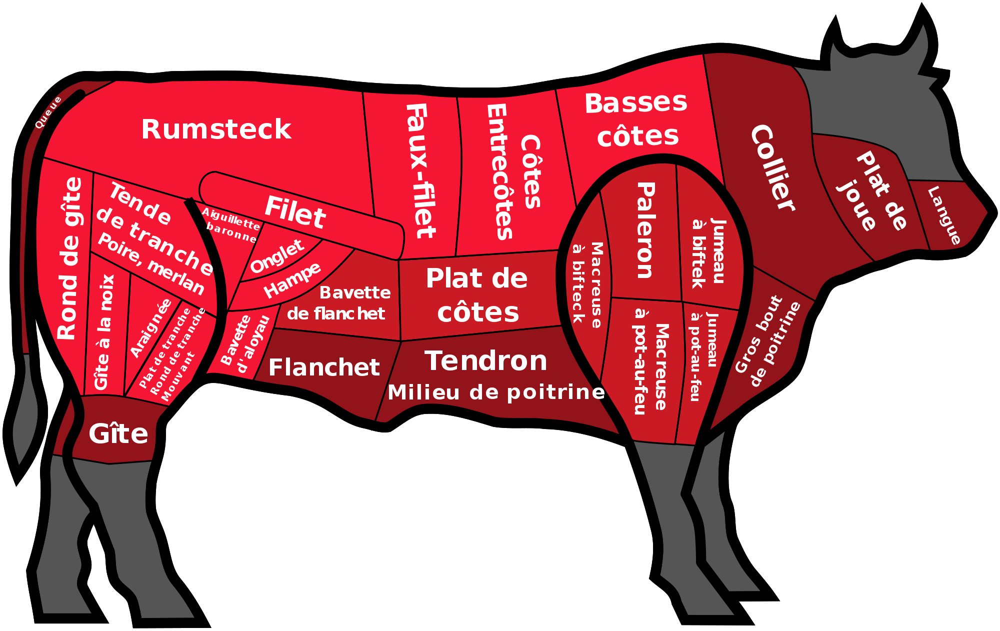 Queue
Rumsteck
Faux-filet
Entrecôtes
Côtes
Basses
côtes
Collier
Plat de
joue
Langue
Rond de gîte
Tende
de tranche
Poire, merlan
Aiguillette
baronne
Filet
Onglet
Hampe
Bavette
de flanchet
Plat de
côtes
Macreuse
à bifteck
Paleron
Jumeau
à biftek
Gîte à la noix
Araignée
Plat de tranche
Rond de tranche
Mouvant
Bavette
d'aloyau
Flanchet
Tendron
Milieu de poitrine
Macreuse
à pot-au-feu
Jumeau
à pot-au-feu
Gros bout
de poitrine
Gîte